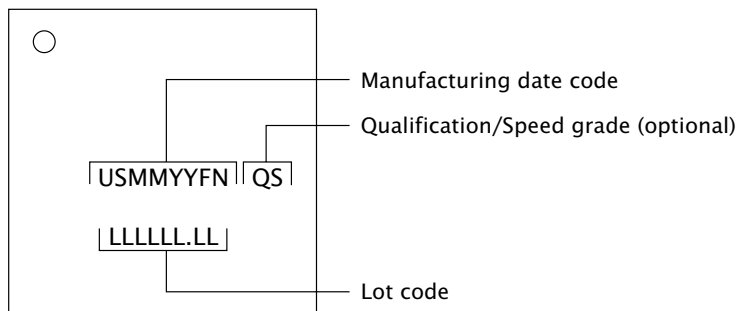 Manufacturing date code
Qualification/Speed grade (optional)
USMMYYFN QS
LLLLLL.LL
Lot code